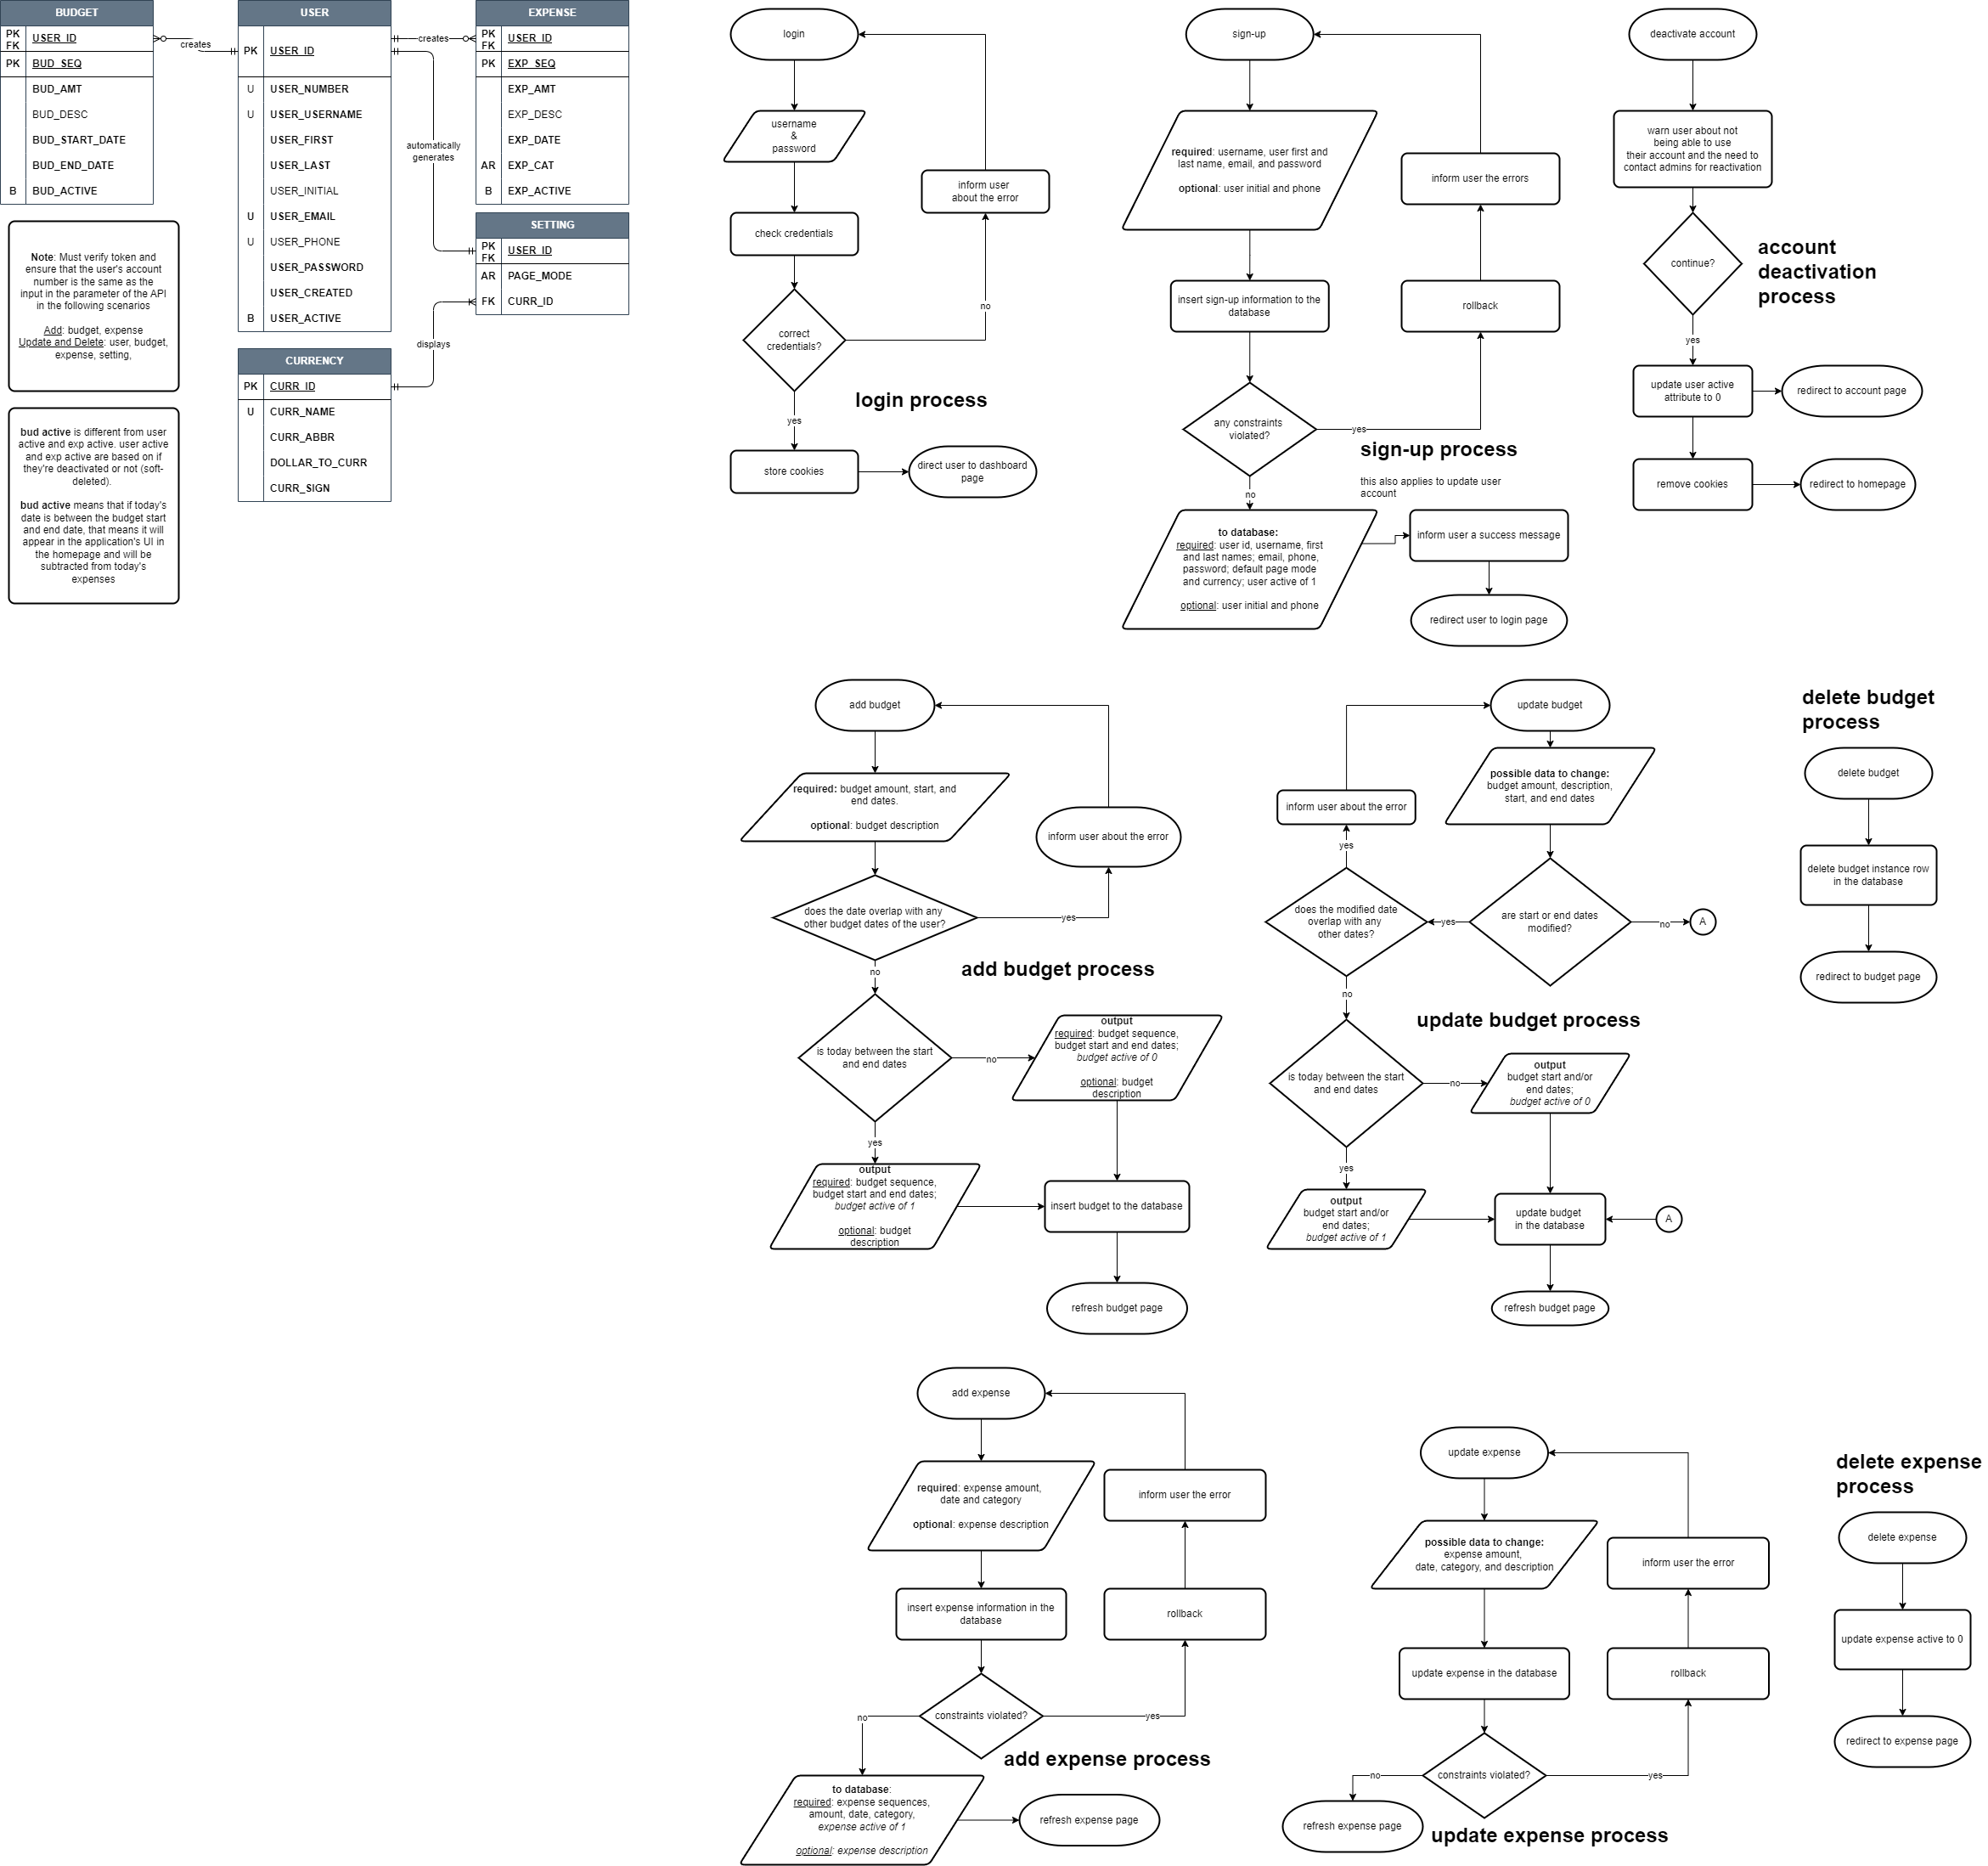 BUDGET
PK
FK
USER_ID
PK
BUD_SEQ
BUD_AMT
BUD_DESC
BUD_START_DATE
BUD_END_DATE
B
BUD_ACTIVE
creates
USER
PK
USER_ID
U
USER_NUMBER
U
USER_USERNAME
USER_FIRST
USER_LAST
USER_INITIAL
U
USER_EMAIL
U
USER_PHONE
USER_PASSWORD
USER_CREATED
B
USER_ACTIVE
creates
automatically
generates
displays
EXPENSE
PK
FK
USER_ID
PK
EXP_SEQ
EXP_AMT
EXP_DESC
EXP_DATE
AR
EXP_CAT
B
EXP_ACTIVE
SETTING
PK
FK
USER_ID
AR
PAGE_MODE
FK
CURR_ID
CURRENCY
PK
CURR_ID
U
CURR_NAME
CURR_ABBR
DOLLAR_TO_CURR
CURR_SIGN
Note: Must verify token and
ensure that the user's account
number is the same as the
input in the parameter of the API
in the following scenarios
Add: budget, expense
Update and Delete: user, budget,
expense, setting,
bud active is different from user
active and exp active. user active
and exp active are based on if
they're deactivated or not (soft-
deleted).
bud active means that if today's
date is between the budget start
and end date, that means it will
appear in the application's UI in
the homepage and will be
subtracted from today's
expenses
login
username
&
password
check credentials
correct
credentials?
no
inform user
about the error
yes
store cookies
direct user to dashboard
page
login process
sign-up
required: username, user first and
last name, email, and password
optional: user initial and phone
insert sign-up information to the
database
any constraints
violated?
yes
rollback
inform user the errors
no
to database:
required: user id, username, first
and last names; email, phone,
password; default page mode
and currency; user active of 1
optional: user initial and phone
inform user a success message
redirect user to login page
sign-up process
this also applies to update user
account
deactivate account
warn user about not
being able to use
their account and the need to
contact admins for reactivation
continue?
yes
update user active
attribute to 0
redirect to account page
remove cookies
redirect to homepage
account
deactivation
process
add budget
required: budget amount, start, and
end dates.
optional: budget description
does the date overlap with any
other budget dates of the user?
yes
inform user about the error
no
is today between the start
and end dates
no
output
required: budget sequence,
budget start and end dates;
budget active of 0
optional: budget
description
yes
output
required: budget sequence,
budget start and end dates;
budget active of 1
optional: budget
description
insert budget to the database
refresh budget page
add budget process
update budget
possible data to change:
budget amount, description,
start, and end dates
are start or end dates
modified?
no
A
yes
does the modified date
overlap with any
other dates?
yes
inform user about the error
no
is today between the start
and end dates
no
output
budget start and/or
end dates;
budget active of 0
yes
output
budget start and/or
end dates;
budget active of 1
update budget
in the database
A
refresh budget page
update budget process
delete budget
process
delete budget
delete budget instance row
in the database
redirect to budget page
add expense
required: expense amount,
date and category
optional: expense description
insert expense information in the
database
constraints violated?
yes
rollback
inform user the error
no
to database:
required: expense sequences,
amount, date, category,
expense active of 1
optional: expense description
refresh expense page
add expense process
update expense
possible data to change:
expense amount,
date, category, and description
update expense in the database
constraints violated?
yes
rollback
inform user the error
no
refresh expense page
update expense process
delete expense
process
delete expense
update expense active to 0
redirect to expense page